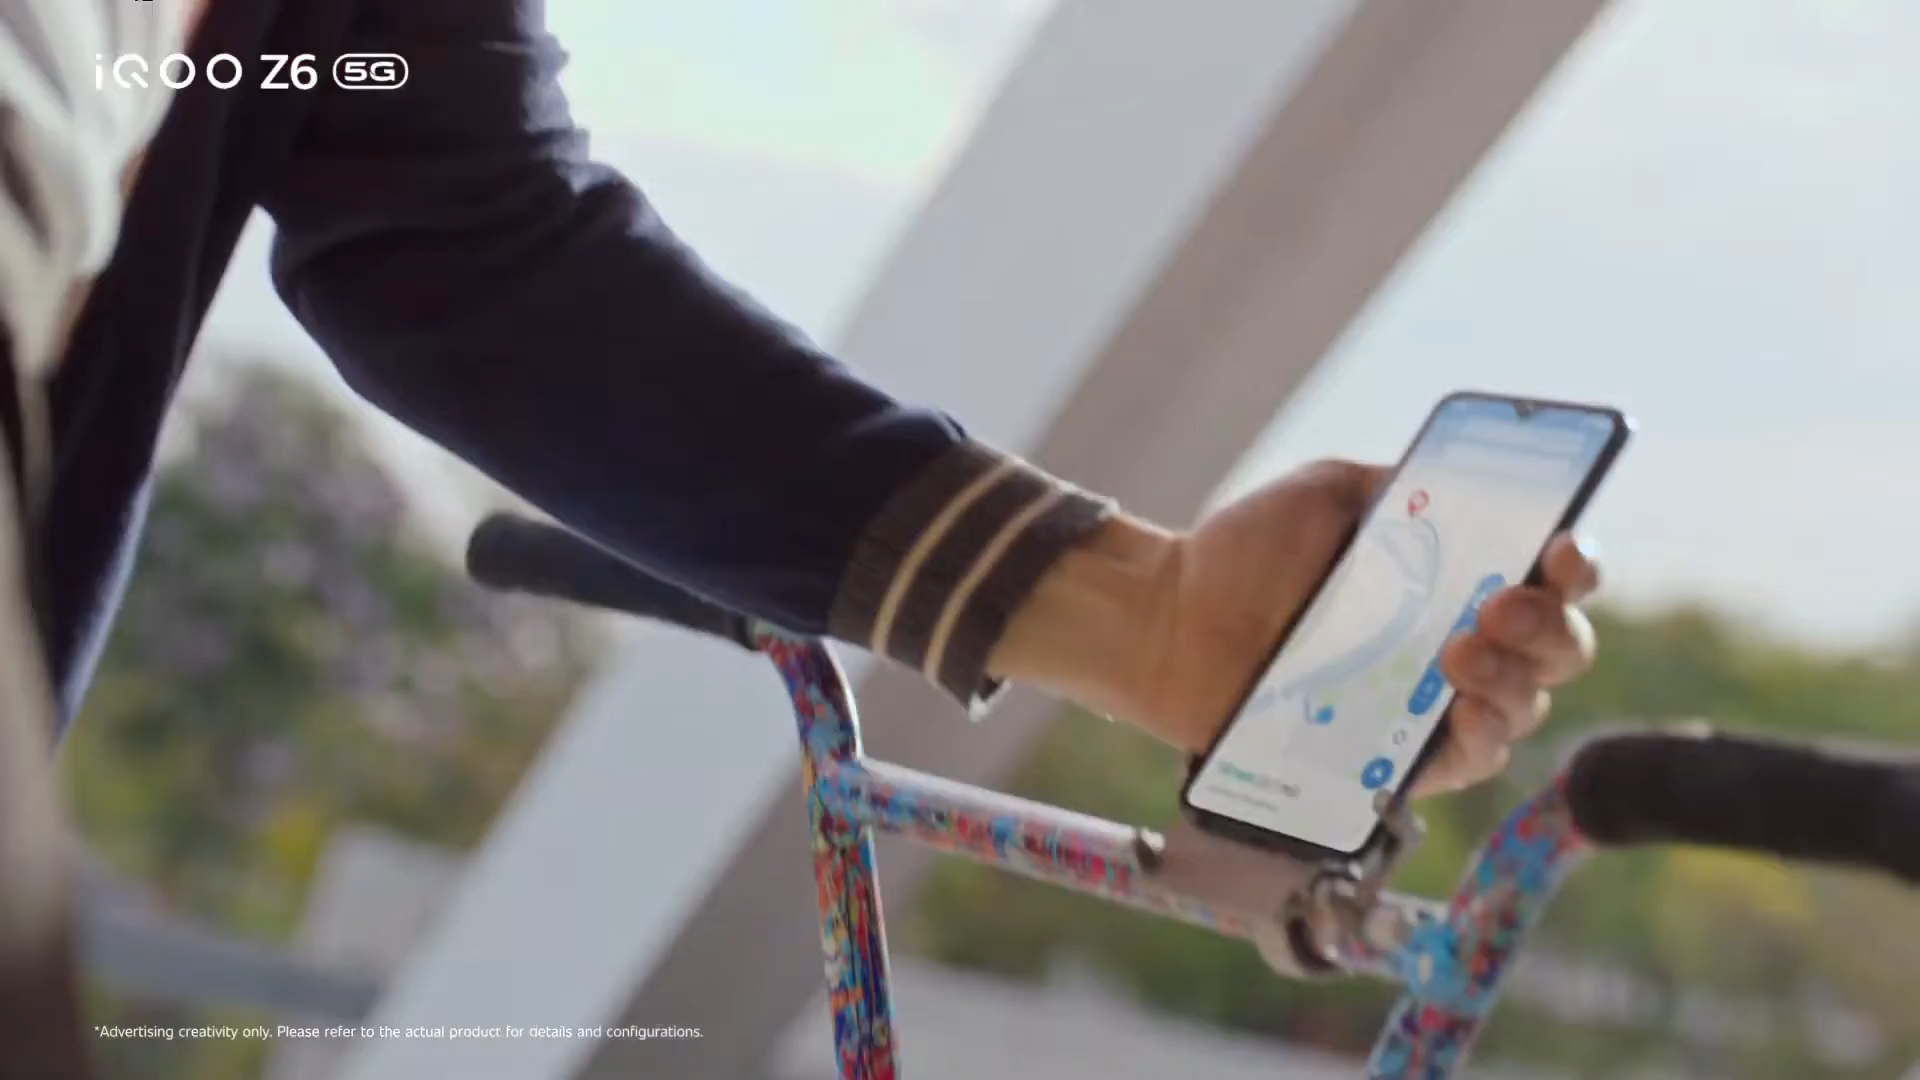 iQOO Z6 5G
*Advertising creativity only. Please refer to the actual product for details and configurations.